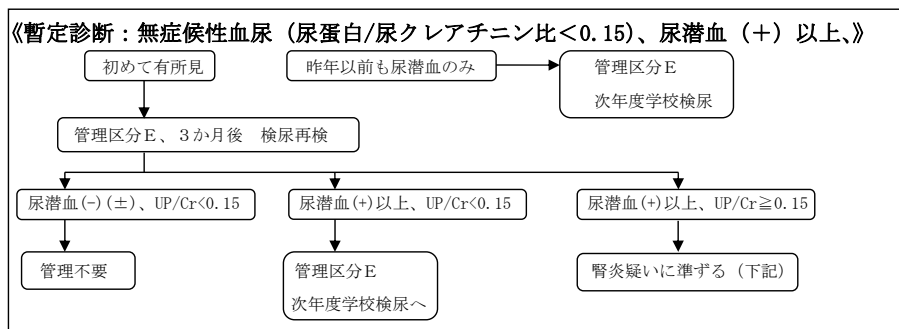 《暫定診断：無症候性血尿（尿蛋白/尿クレアチニン比＜0.15）、尿潜血（＋）以上、》
初めて有所見
昨年以前も尿潜血のみ
管理区分Ｅ
次年度学校検尿
管理区分Ｅ、３か月後　検尿再検
尿潜血(-)(±)、UP/Cr<0.15
尿潜血(+)以上、UP/Cr<0.15
尿潜血(+)以上、UP/Cr≧0.15
管理不要
管理区分Ｅ
次年度学校検尿へ
腎炎疑いに準ずる（下記）